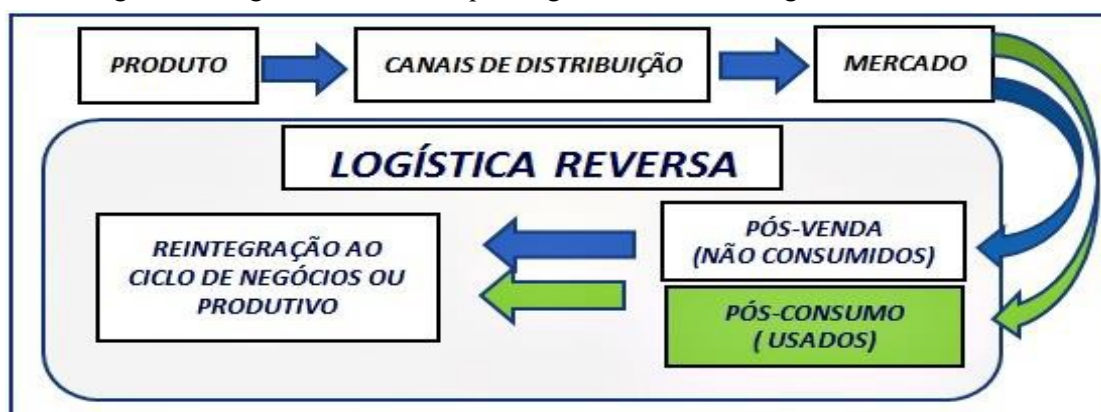 PRODUTO
CANAIS DE DISTRIBUIÇÃO
MERCADO
LOGÍSTICA REVERSA
REINTEGRAÇÃO AO
CICLO DE NEGÓCIOS OU
PRODUTIVO
PÓS-VENDA
(NÃO CONSUMIDOS)
PÓS-CONSUMO
( USADOS)